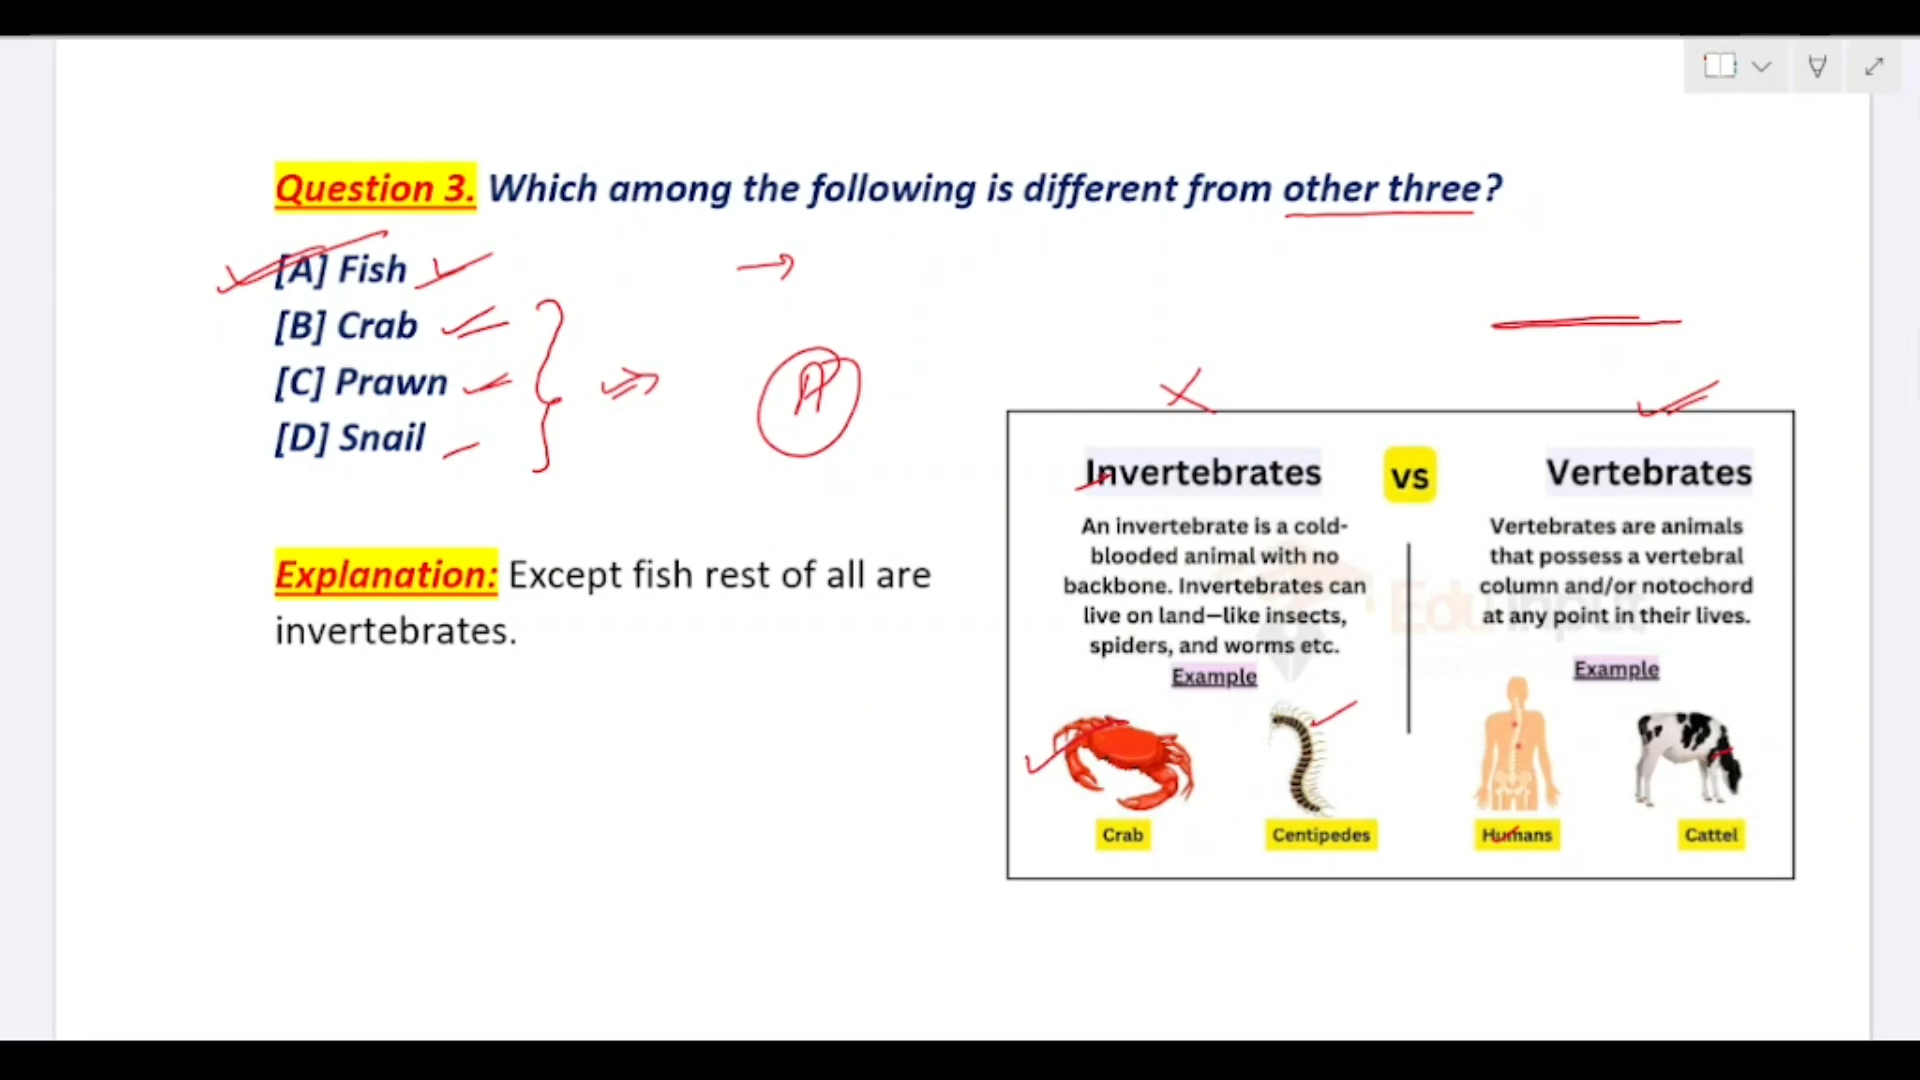 Question 3. Which among the following is different from other three?
[A] Fish
[B] Crab
[C] Prawn
[D] Snail
A
Explanation: Except fish rest of all are
invertebrates.
Invertebrates
vs
Vertebrates
An invertebrate is a cold-
blooded animal with no
backbone. Invertebrates can
live on land—like insects,
spiders, and worms etc.
Example
Crab
Centipedes
Vertebrates are animals
that possess a vertebral
column and/or notochord
at any point in their lives.
Example
Humans
Cattel
Edu input